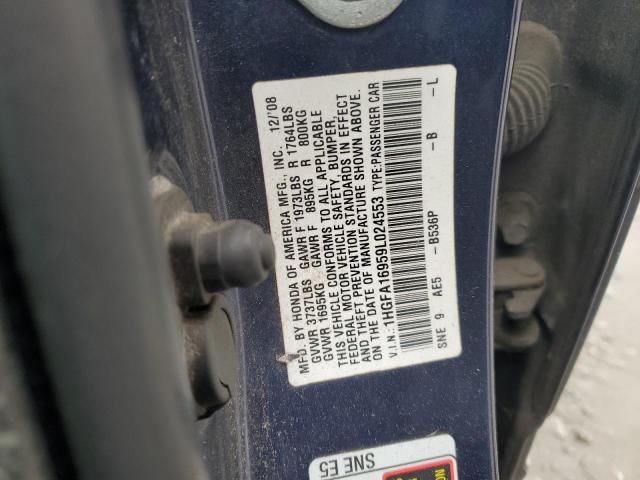 MFD. BY HONDA OF AMERICA MFG., INC. 12/'08
GVWR 3737LBS GAWR F 1973LBS R 1764LBS
GVWR 1695KG GAWR F 895KG R 800KG
THIS VEHICLE CONFORMS TO ALL APPLICABLE
FEDERAL MOTOR VEHICLE SAFETY, BUMPER,
AND THEFT PREVENTION STANDARDS IN EFFECT
ON THE DATE OF MANUFACTURE SHOWN ABOVE.
V.I.N.: 1HGFA16959L024553 TYPE: PASSENGER CAR
SNE 9 AE5 - B536P - B - L
SNE E5